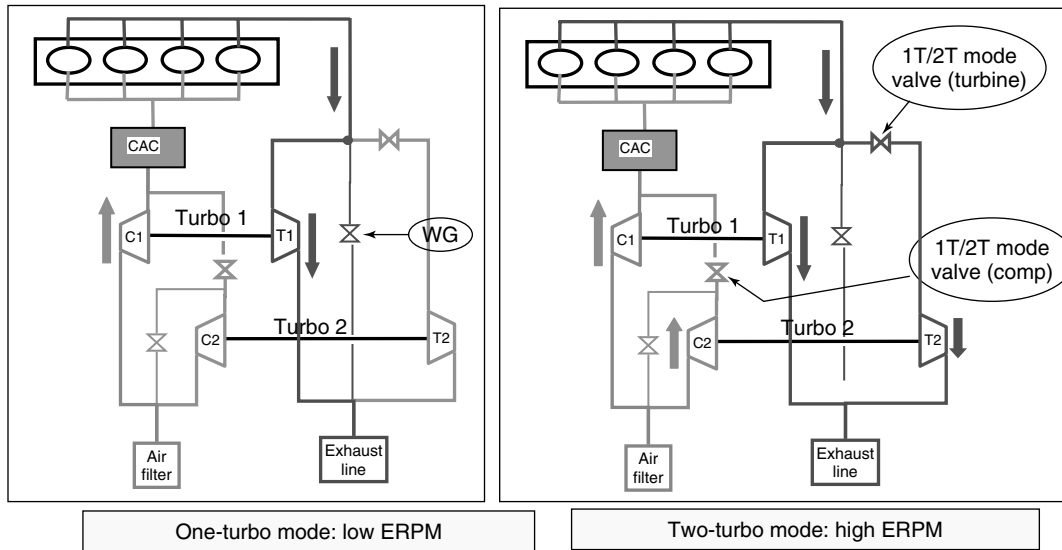 CAC
Turbo 1
C1
T1
WG
Turbo 2
C2
T2
Air
filter
Exhaust
line
One-turbo mode: low ERPM
1T/2T mode
valve (turbine)
CAC
Turbo 1
C1
T1
1T/2T mode
valve (comp)
Turbo 2
C2
T2
Air
filter
Exhaust
line
Two-turbo mode: high ERPM